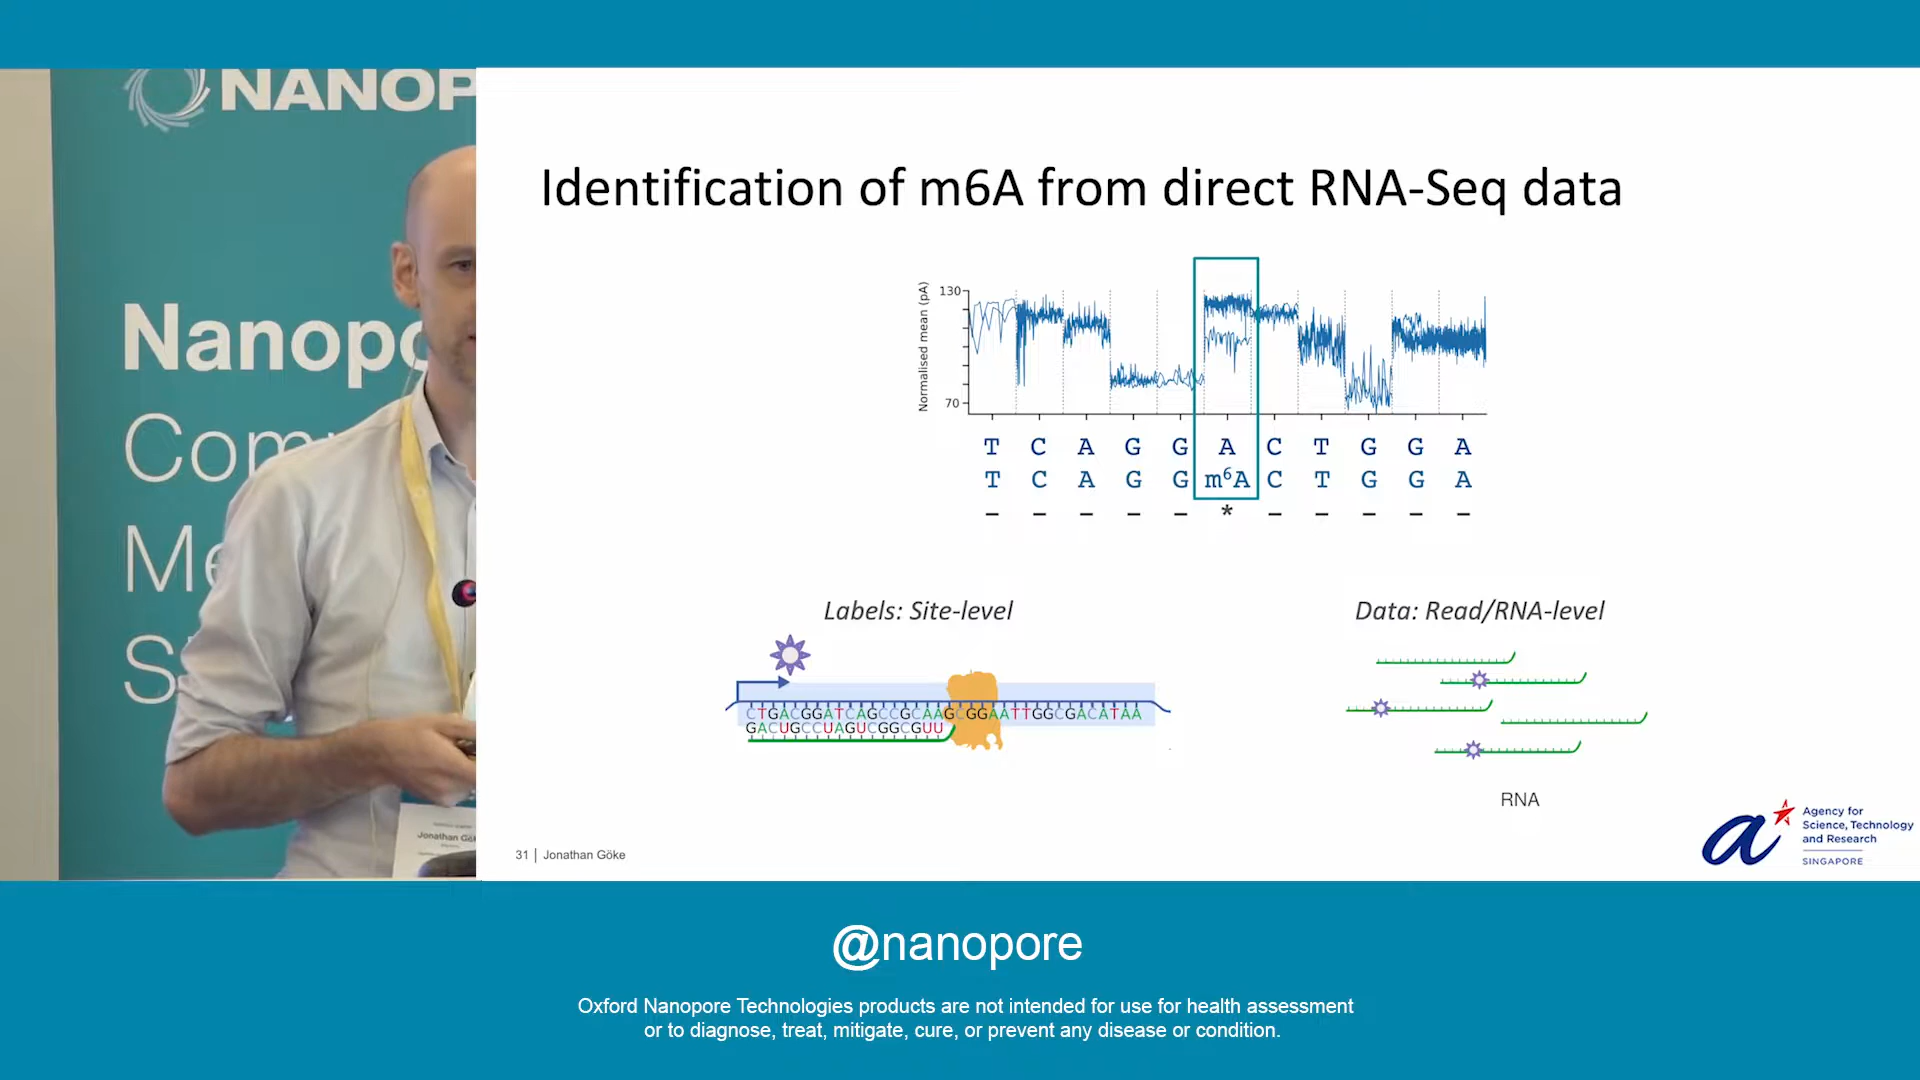 NANOP
Nanopo
Com
Me
S
Jonathan Gö
Identification of m6A from direct RNA-Seq data
Normalised mean (pA)
130
70
T C A G G A C T G G A
T C A G G m⁶A C T G G A
– – – – – * – – – – –
Labels: Site-level
CTGACGGATCAGCCGCAAGCGGAATTGGCGACATAA
GACUGCCUAGUCGGCGUU
Data: Read/RNA-level
RNA
Agency for
Science, Technology
and Research
SINGAPORE
31 | Jonathan Göke
@nanopore
Oxford Nanopore Technologies products are not intended for use for health assessment
or to diagnose, treat, mitigate, cure, or prevent any disease or condition.